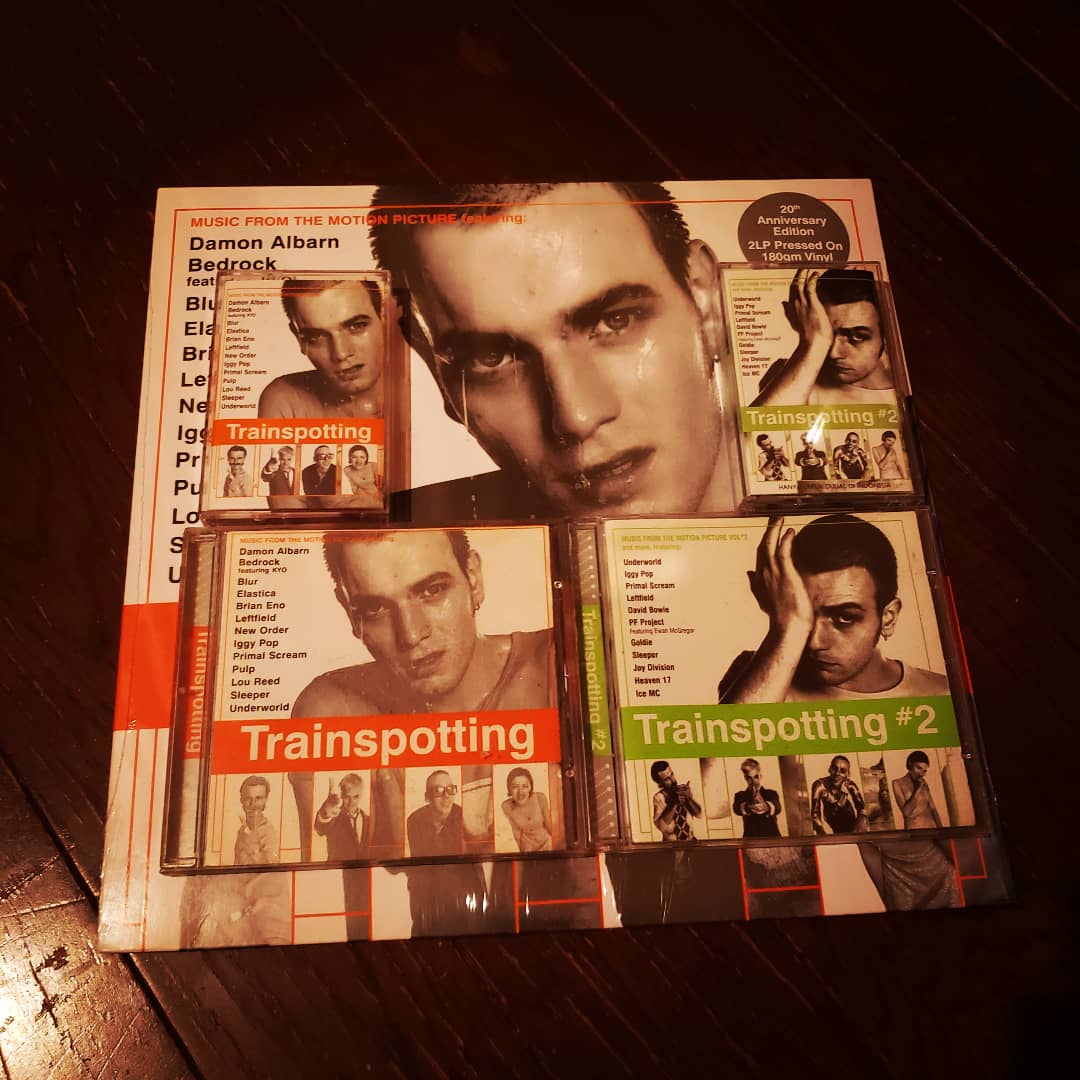 MUSIC FROM THE MOTION PICTURE featuring:
Damon Albarn
Bedrock
20th
Anniversary
Edition
2LP Pressed On
180gm Vinyl
Damon Albarn
Bedrock
featuring KYO
Blur
Elastica
Brian Eno
Leftfield
New Order
Iggy Pop
Primal Scream
Pulp
Lou Reed
Sleeper
Underworld
Trainspotting
Underworld
Iggy Pop
Primal Scream
Leftfield
David Bowie
PF Project
Goldie
Sleeper
Joy Division
Heaven 17
Ice MC
Trainspotting #2
Trainspotting
MUSIC FROM THE MOTION PICTURE featuring:
Damon Albarn
Bedrock
featuring KYO
Blur
Elastica
Brian Eno
Leftfield
New Order
Iggy Pop
Primal Scream
Pulp
Lou Reed
Sleeper
Underworld
Trainspotting
Trainspotting #2
MUSIC FROM THE MOTION PICTURE VOL#2
and more, featuring:
Underworld
Iggy Pop
Primal Scream
Leftfield
David Bowie
PF Project
Featuring Ewan McGregor
Goldie
Sleeper
Joy Division
Heaven 17
Ice MC
Trainspotting #2